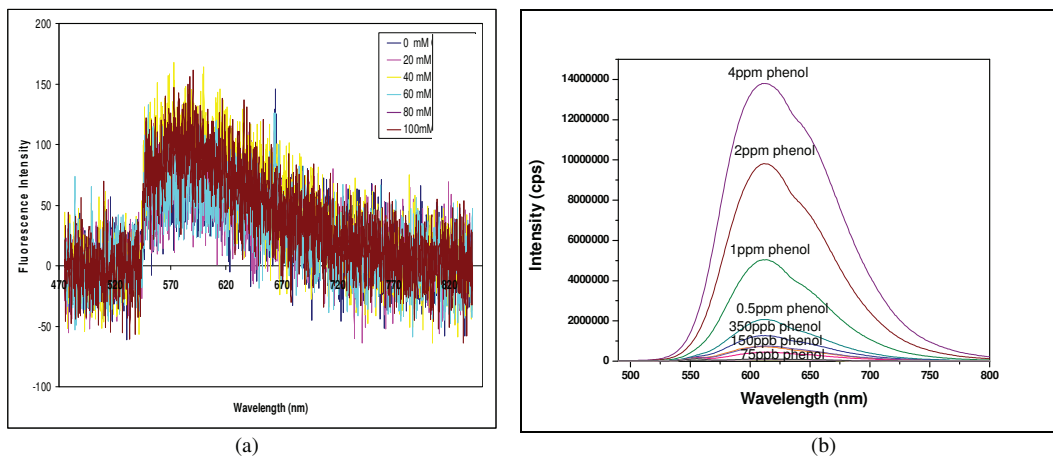 200
150
100
50
0
-50
-100
470
520
570
620
670
720
770
820
Fluorescence Intensity
Wavelength (nm)
0 mM
20 mM
40 mM
60 mM
80 mM
100mM
(a)
14000000
12000000
10000000
8000000
6000000
4000000
2000000
0
500
550
600
650
700
750
800
Intensity (cps)
Wavelength (nm)
4ppm phenol
2ppm phenol
1ppm phenol
0.5ppm phenol
350ppb phenol
150ppb phenol
75ppb phenol
(b)